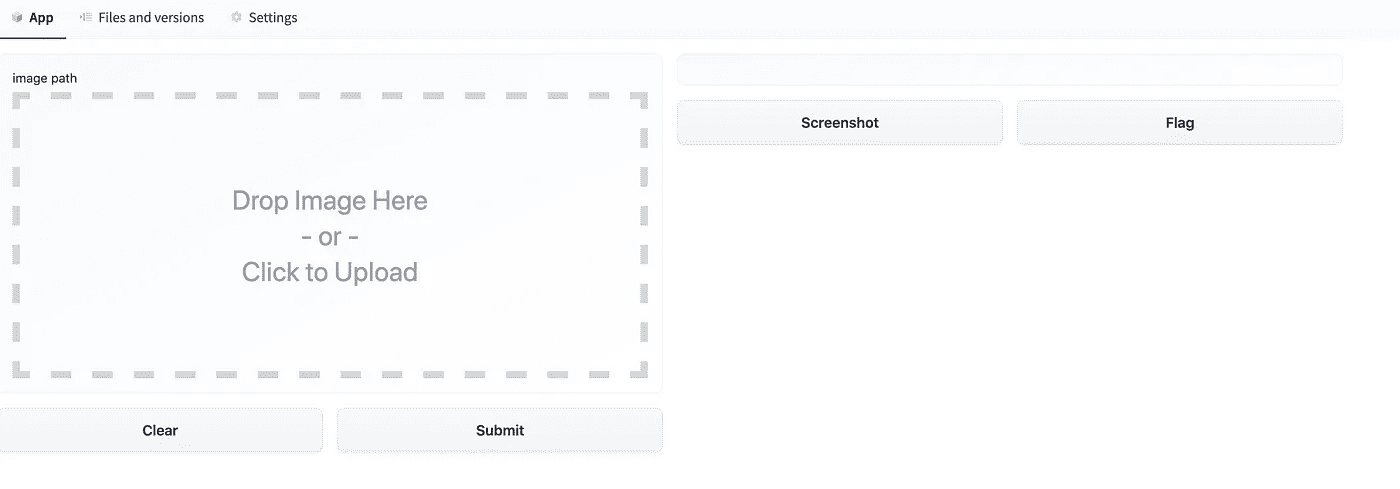 App
Files and versions
Settings
image path
Drop Image Here
- or -
Click to Upload
Clear
Submit
Screenshot
Flag